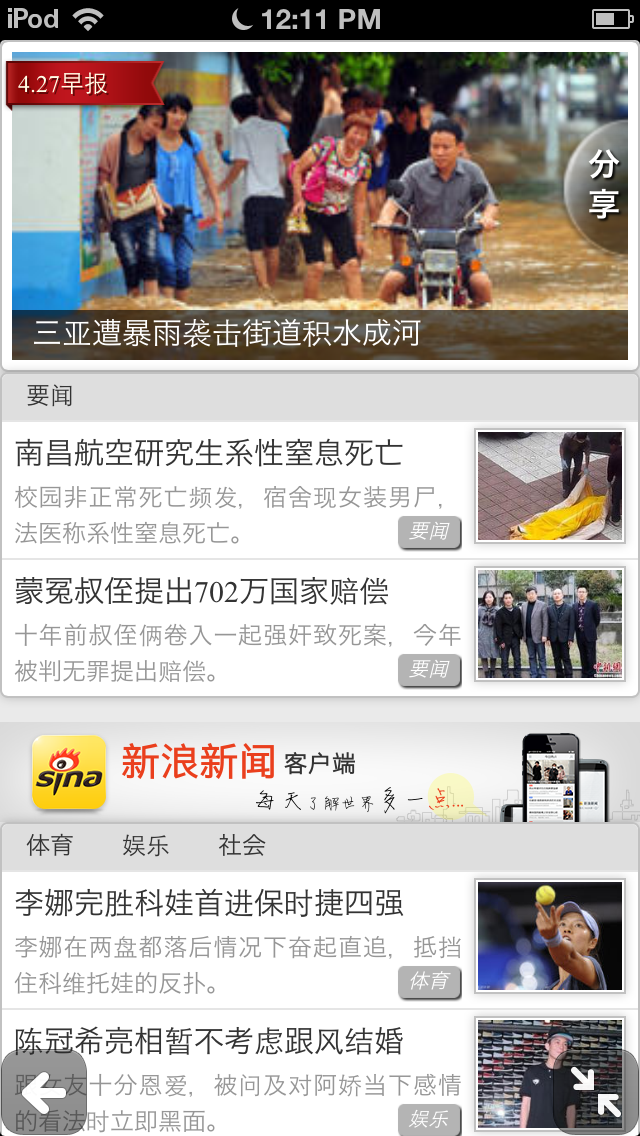 iPod 12:11 PM
4.27早报
分
享
三亚遭暴雨袭击街道积水成河
要闻
南昌航空研究生系性窒息死亡
校园非正常死亡频发，宿舍现女装男尸，
法医称系性窒息死亡。 要闻
蒙冤叔侄提出702万国家赔偿
十年前叔侄俩卷入一起强奸致死案，今年
被判无罪提出赔偿。 要闻
sina 新浪新闻 客户端
每天了解世界多一点...
体育 娱乐 社会
李娜完胜科娃首进保时捷四强
李娜在两盘都落后情况下奋起直追，抵挡
住科维托娃的反扑。 体育
陈冠希亮相暂不考虑跟风结婚
跟女友十分恩爱，被问及对阿娇当下感情
的看法时立即黑面。 娱乐